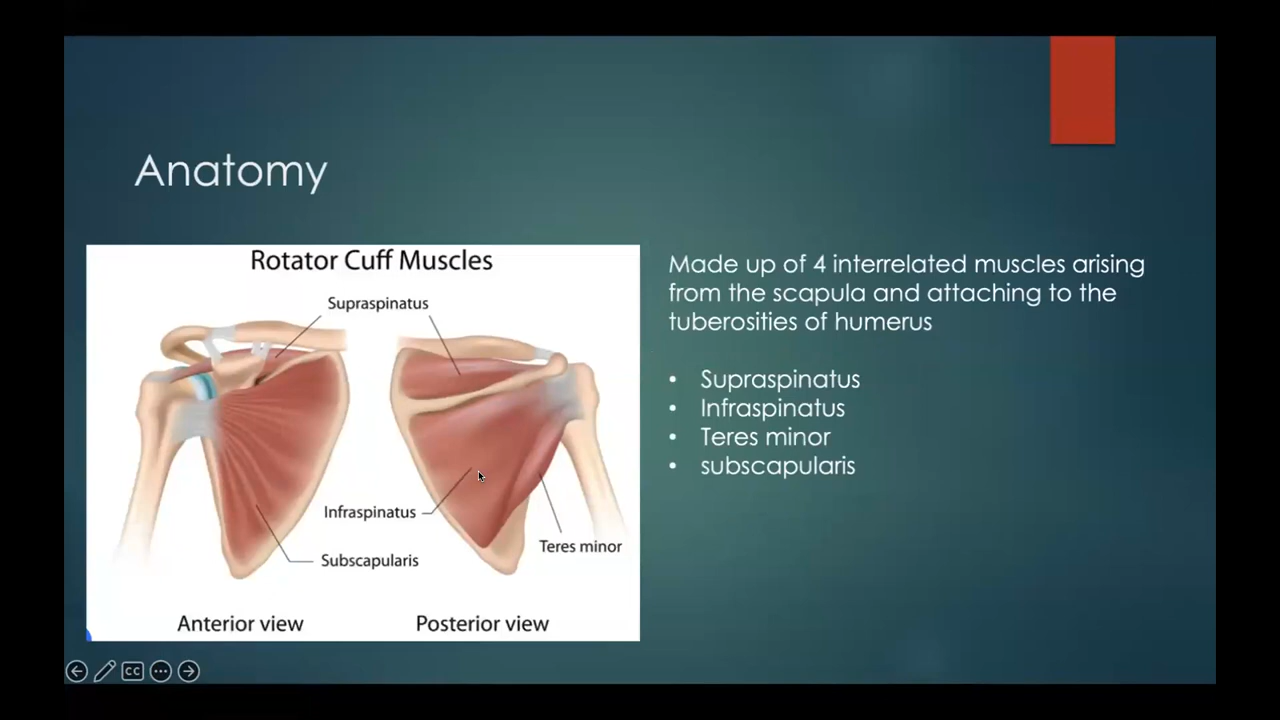 Anatomy
Rotator Cuff Muscles
Supraspinatus
Infraspinatus
Subscapularis
Teres minor
Anterior view
Posterior view
Made up of 4 interrelated muscles arising
from the scapula and attaching to the
tuberosities of humerus
• Supraspinatus
• Infraspinatus
• Teres minor
• subscapularis
CC